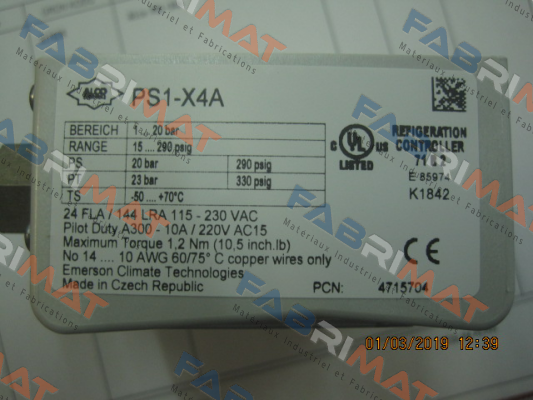 ALCO PS1-X4A
BEREICH 1 ... 20 bar
RANGE 15 .... 290 psig
PS 20 bar 290 psig
PT 23 bar 330 psig
TS -50 .... +70°C
24 FLA / 144 LRA 115 - 230 VAC
Pilot Duty A300 - 10A / 220V AC15
Maximum Torque 1,2 Nm (10,5 inch.lb)
No 14 .... 10 AWG 60/75° C copper wires only
Emerson Climate Technologies
Made in Czech Republic
PCN: 4715704
C UL US
LISTED
REFRIGERATION
CONTROLLER
E 85974
K1842
CE
01/03/2019 12:39
FABRIMAT
Industriel et Fabrications